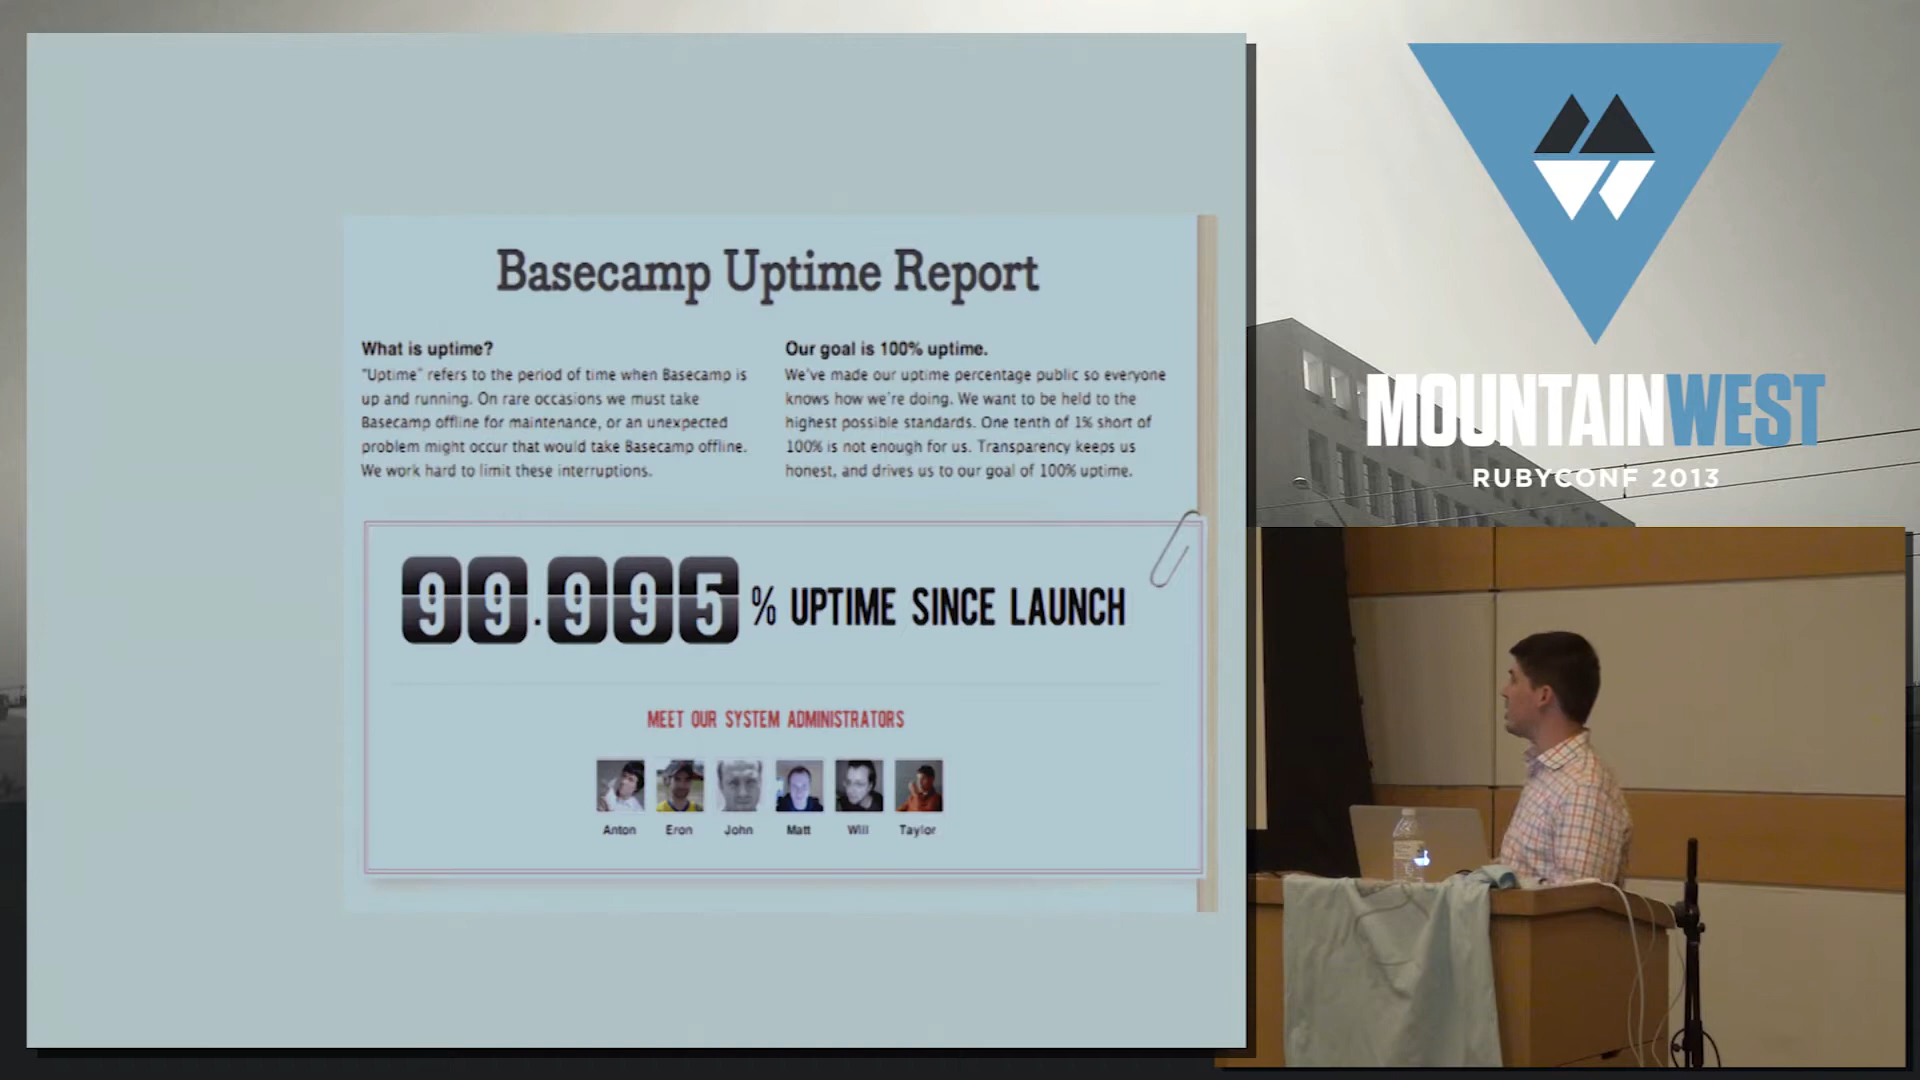 Basecamp Uptime Report
What is uptime?
"Uptime" refers to the period of time when Basecamp is
up and running. On rare occasions we must take
Basecamp offline for maintenance, or an unexpected
problem might occur that would take Basecamp offline.
We work hard to limit these interruptions.
Our goal is 100% uptime.
We've made our uptime percentage public so everyone
knows how we're doing. We want to be held to the
highest possible standards. One tenth of 1% short of
100% is not enough for us. Transparency keeps us
honest, and drives us to our goal of 100% uptime.
99.995% UPTIME SINCE LAUNCH
MEET OUR SYSTEM ADMINISTRATORS
Anton Eron John Matt Will Taylor
MOUNTAINWEST
RUBYCONF 2013